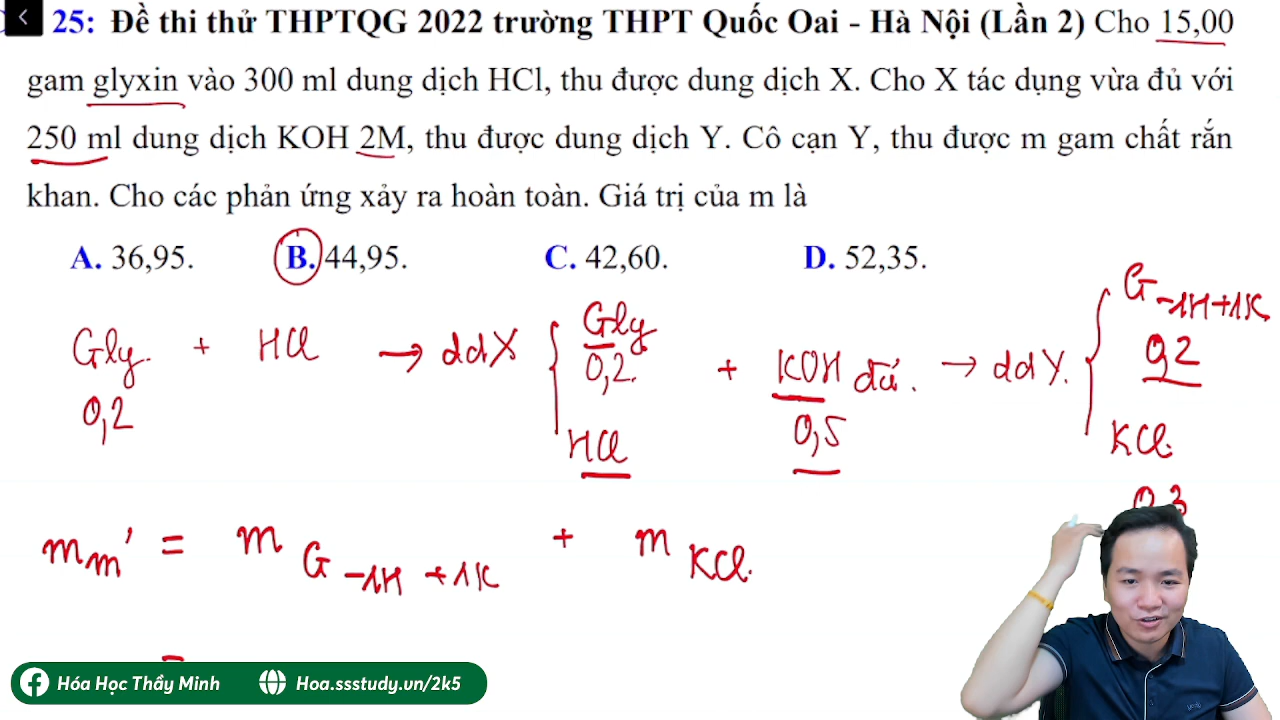 25: Đề thi thử THPTQG 2022 trường THPT Quốc Oai - Hà Nội (Lần 2) Cho 15,00
gam glyxin vào 300 ml dung dịch HCl, thu được dung dịch X. Cho X tác dụng vừa đủ với
250 ml dung dịch KOH 2M, thu được dung dịch Y. Cô cạn Y, thu được m gam chất rắn
khan. Cho các phản ứng xảy ra hoàn toàn. Giá trị của m là
A. 36,95. B. 44,95. C. 42,60. D. 52,35.
Gly + HCl → ddX { Gly 0,2 HCl + KOH đủ. → ddY. { G -1H+1K 0,2 KCl 0,3
0,2 0,5
m m' = m G -1H +1K + m KCl.
Hóa Học Thầy Minh Hoa.ssstudy.vn/2k5